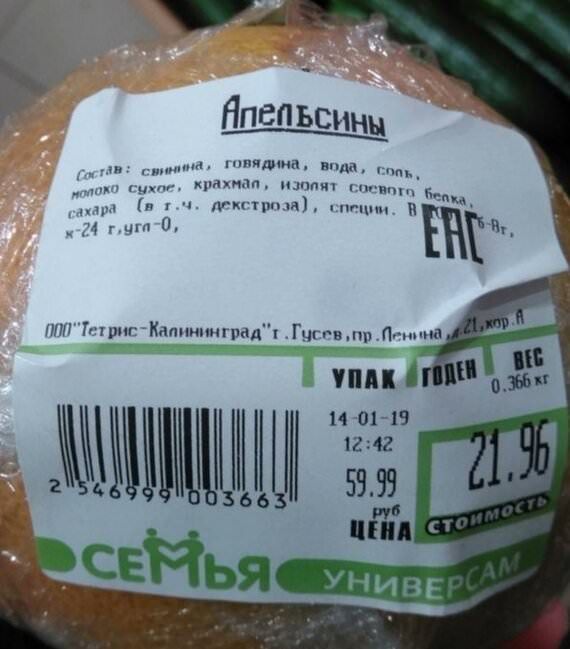 Апельсины
Состав: свинина, говядина, вода, соль,
молоко сухое, крахмал, изолят соевого белка,
сахара (в т.ч. декстроза), специи. В б-8г,
ж-24 г,угл-0,
ЕАС
ООО"Тетрис-Калининград"г.Гусев,пр.Ленина,д.21,кор.А
УПАК ГОДЕН ВЕС
0.366 кг
14-01-19
12:42
59.99 21.96
руб
ЦЕНА СТОИМОСТЬ
2 546999 003663
СЕМЬЯ УНИВЕРСАМ